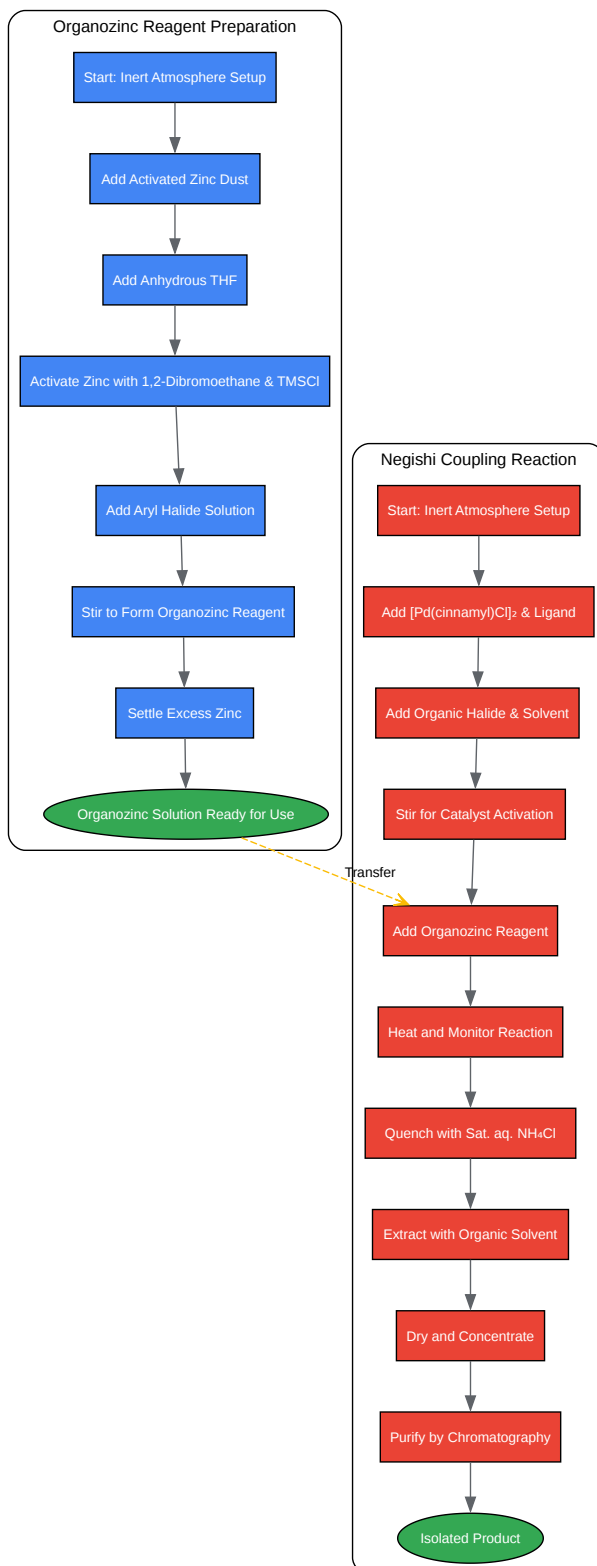 Organozinc Reagent Preparation
Start: Inert Atmosphere Setup
Add Activated Zinc Dust
Add Anhydrous THF
Activate Zinc with 1,2-Dibromoethane & TMSCl
Add Aryl Halide Solution
Stir to Form Organozinc Reagent
Settle Excess Zinc
Organozinc Solution Ready for Use
Transfer
Negishi Coupling Reaction
Start: Inert Atmosphere Setup
Add [Pd(cinnamyl)Cl]₂ & Ligand
Add Organic Halide & Solvent
Stir for Catalyst Activation
Add Organozinc Reagent
Heat and Monitor Reaction
Quench with Sat. aq. NH₄Cl
Extract with Organic Solvent
Dry and Concentrate
Purify by Chromatography
Isolated Product